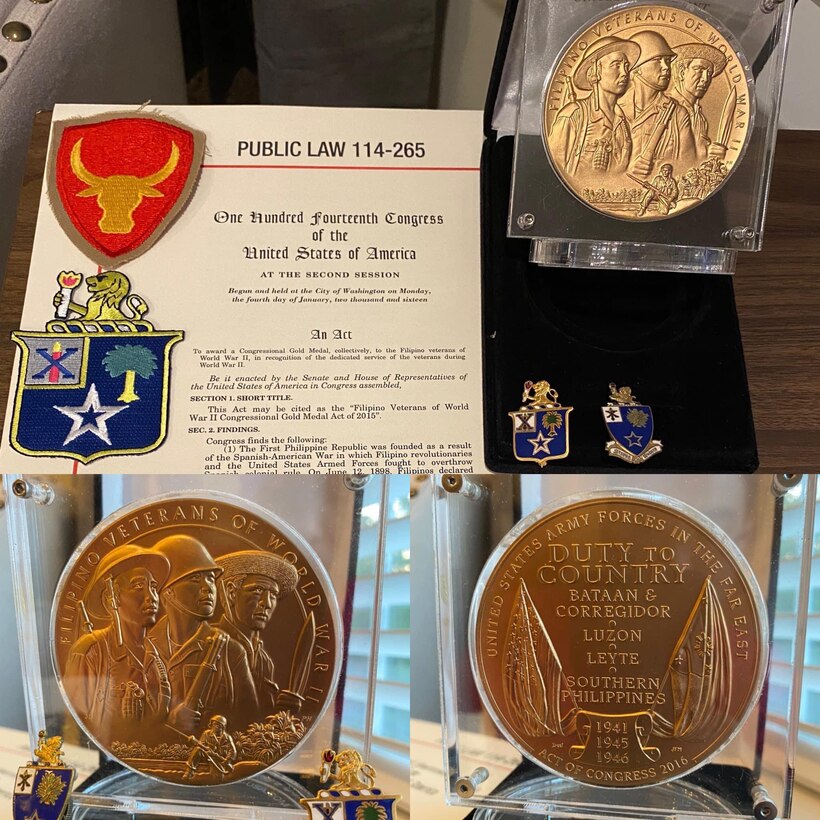 PUBLIC LAW 114-265
One Hundred Fourteenth Congress
of the
United States of America
AT THE SECOND SESSION
Begun and held at the City of Washington on Monday,
the fourth day of January, two thousand and sixteen
An Act
To award a Congressional Gold Medal, collectively, to the Filipino veterans of
World War II, in recognition of the dedicated service of the veterans during
World War II.
Be it enacted by the Senate and House of Representatives of
the United States of America in Congress assembled,
SECTION 1. SHORT TITLE.
This Act may be cited as the “Filipino Veterans of World
War II Congressional Gold Medal Act of 2015”.
SEC. 2. FINDINGS.
Congress finds the following:
(1) The First Philippine Republic was founded as a result
of the Spanish-American War in which Filipino revolutionaries
and the United States Armed Forces fought to overthrow
Spanish colonial rule. On June 12, 1898, Filipinos declared
FILIPINO VETERANS OF WORLD WAR II
FILIPINO VETERANS OF WORLD WAR II
UNITED STATES ARMY FORCES IN THE FAR EAST
DUTY TO
COUNTRY
BATAAN &
CORREGIDOR
LUZON
LEYTE
SOUTHERN
PHILIPPINES
1941
1945
1946
ACT OF CONGRESS 2016